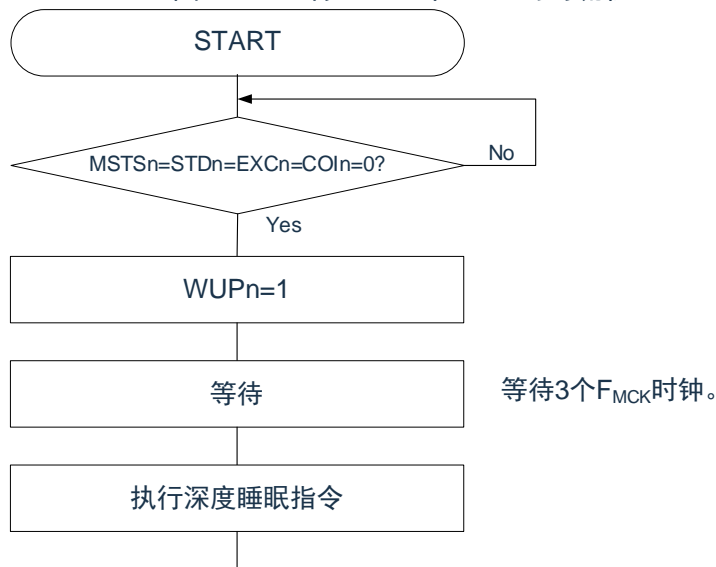 START
MSTSn=STDn=EXCn=COIn=0?
No
Yes
WUPn=1
等待
等待3个FMCK时钟。
执行深度睡眠指令